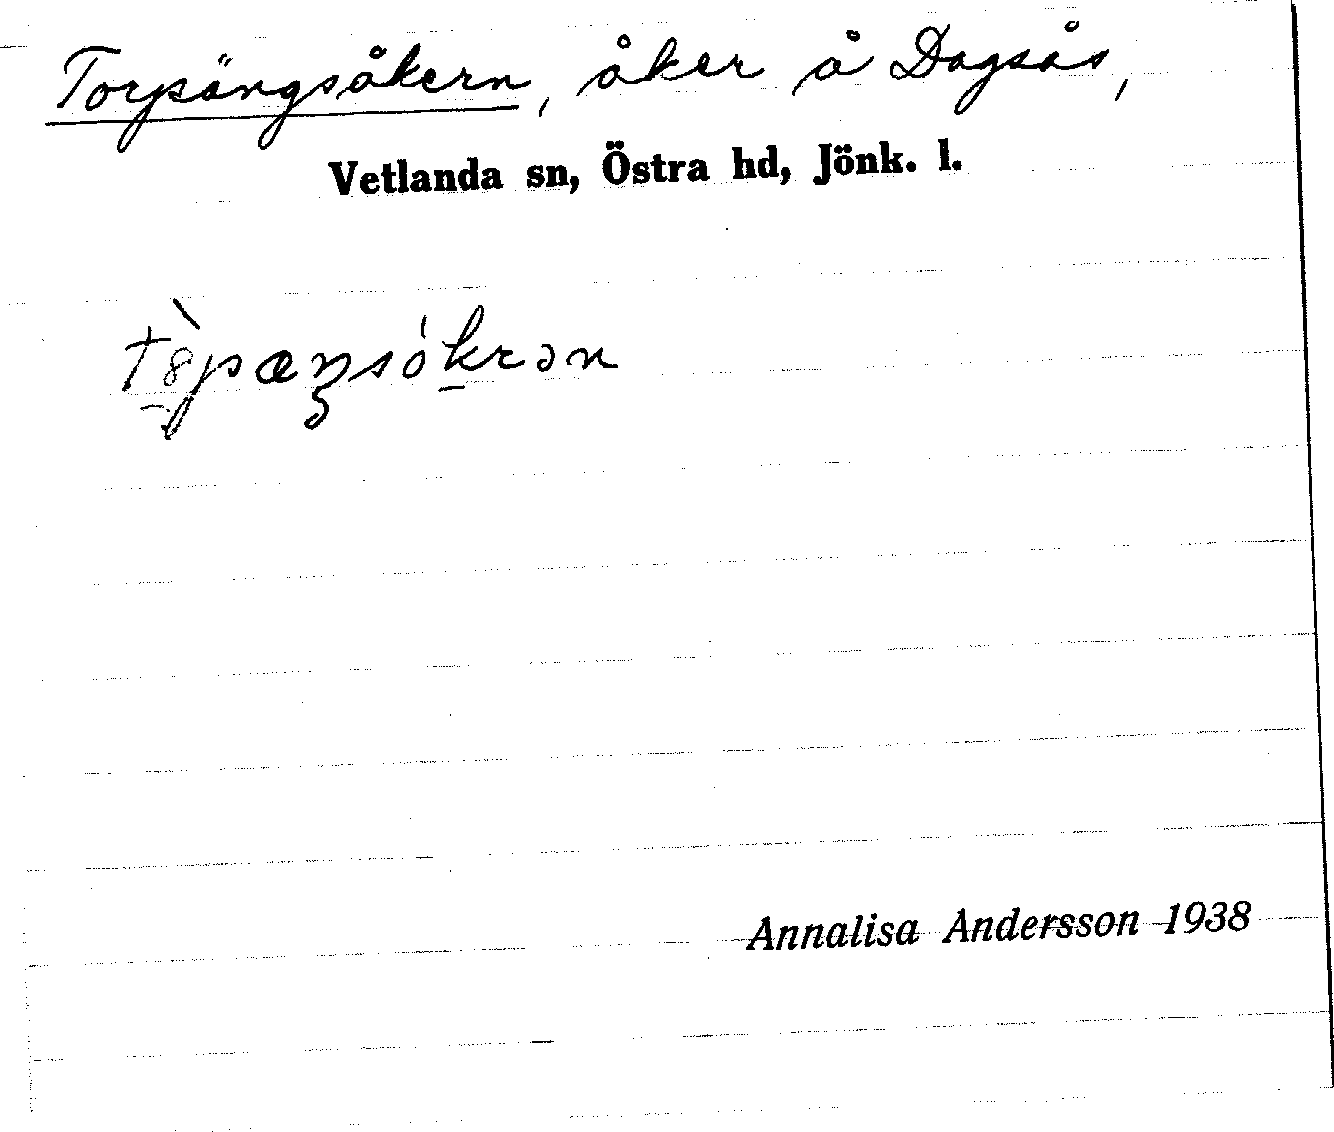 Torpängsåkern, åker å Dagsås,
Vetlanda sn, Östra hd, Jönk. l.
Annalisa Andersson 1938